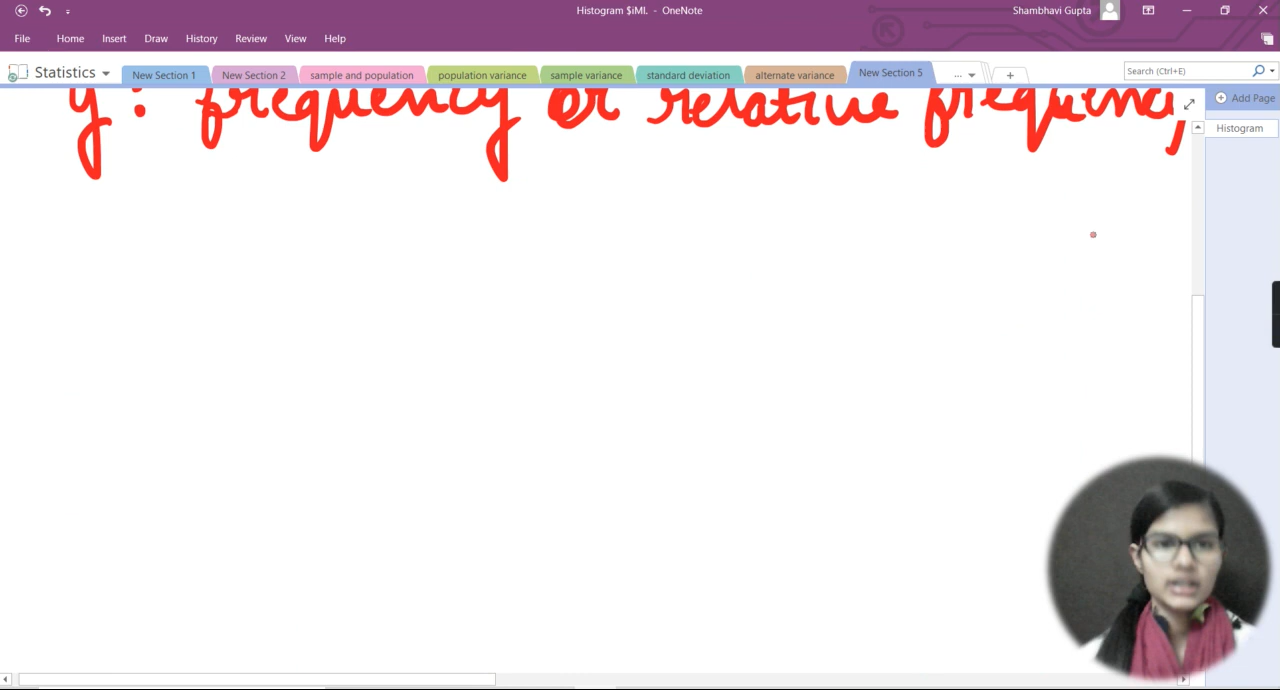 Histogram $iML - OneNote
Shambhavi Gupta
File Home Insert Draw History Review View Help
Statistics
New Section 1
New Section 2
sample and population
population variance
sample variance
standard deviation
alternate variance
New Section 5
...
Search (Ctrl+E)
Add Page
Histogram
y : frequency or relative frequency